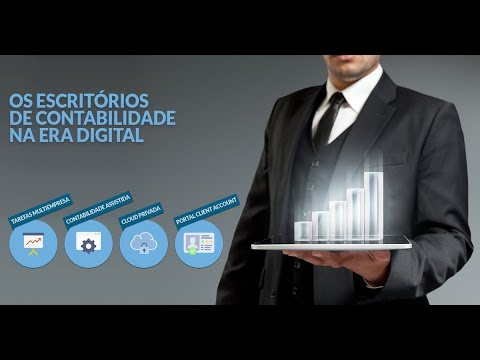 OS ESCRITÓRIOS
DE CONTABILIDADE
NA ERA DIGITAL
TAREFAS MULTIEMPRESA
CONTABILIDADE ASSISTIDA
CLOUD PRIVADA
PORTAL CLIENT ACCOUNT